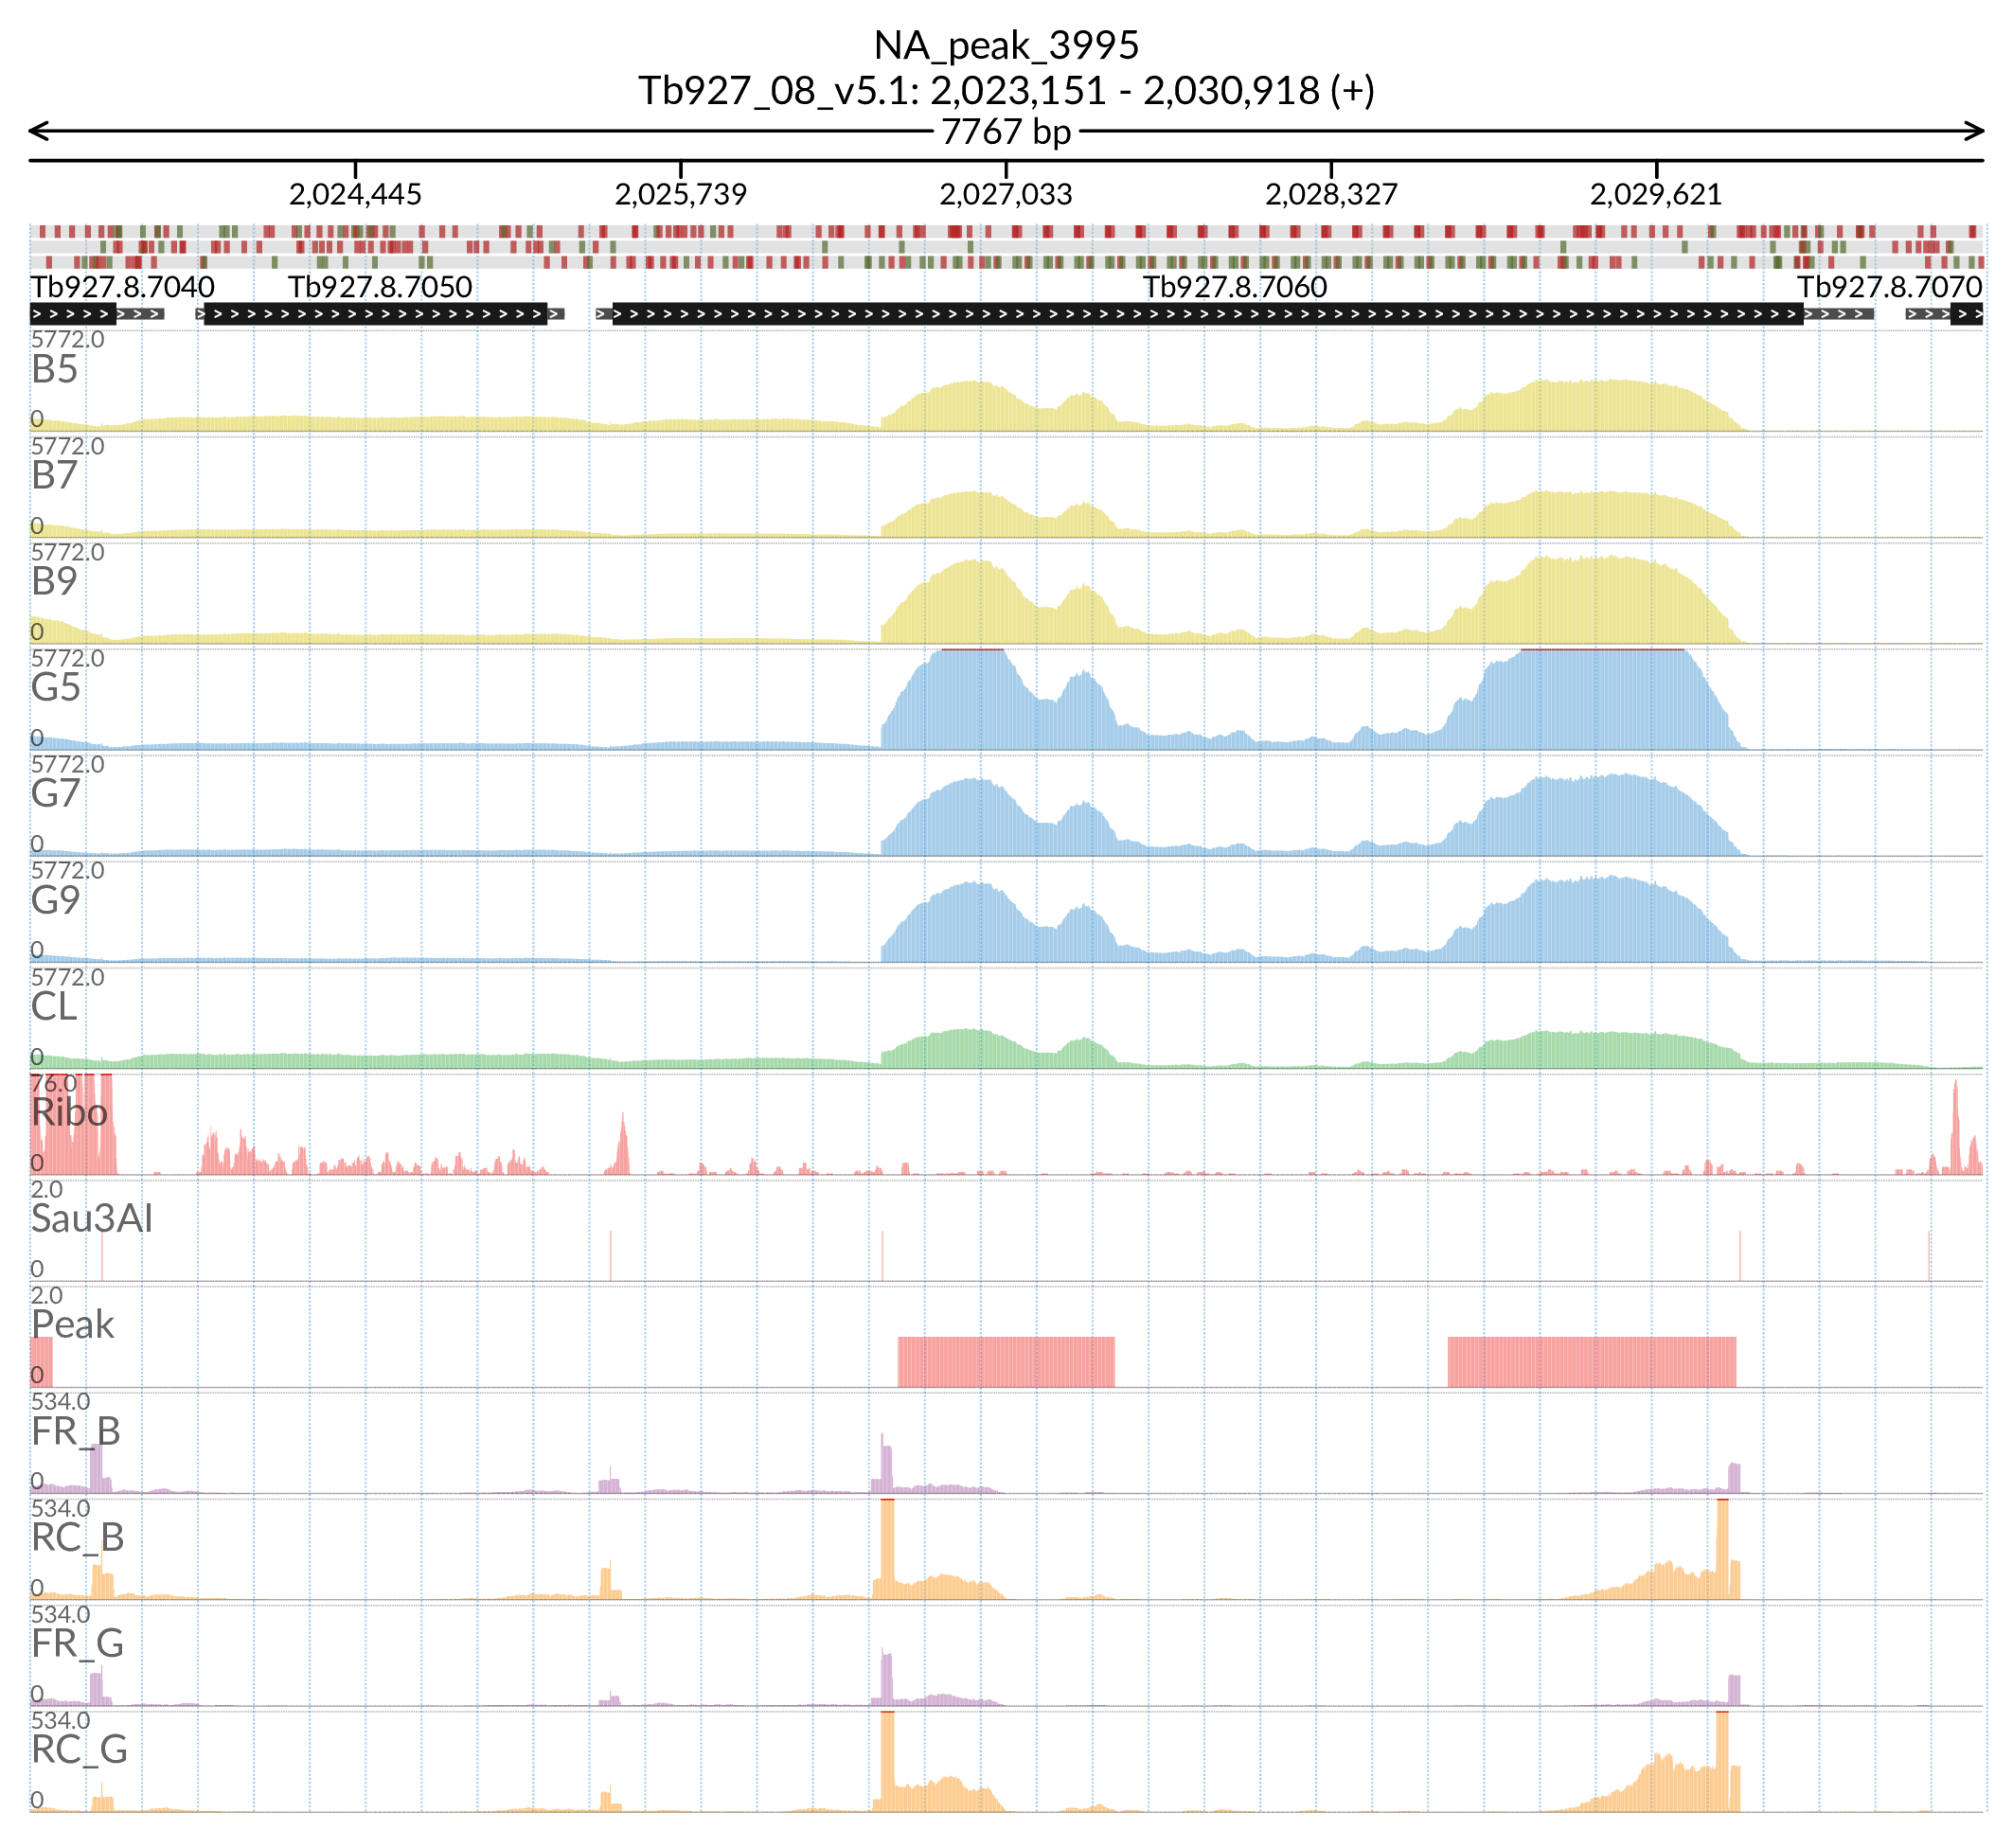 NA_peak_3995
Tb927_08_v5.1: 2,023,151 - 2,030,918 (+)
7767 bp
2,024,445 2,025,739 2,027,033 2,028,327 2,029,621
Tb927.8.7040 Tb927.8.7050 Tb927.8.7060 Tb927.8.7070
5772.0
B5
0
5772.0
B7
0
5772.0
B9
0
5772.0
G5
0
5772.0
G7
0
5772.0
G9
0
5772.0
CL
0
76.0
Ribo
0
2.0
Sau3AI
0
2.0
Peak
0
534.0
FR_B
0
534.0
RC_B
0
534.0
FR_G
0
534.0
RC_G
0